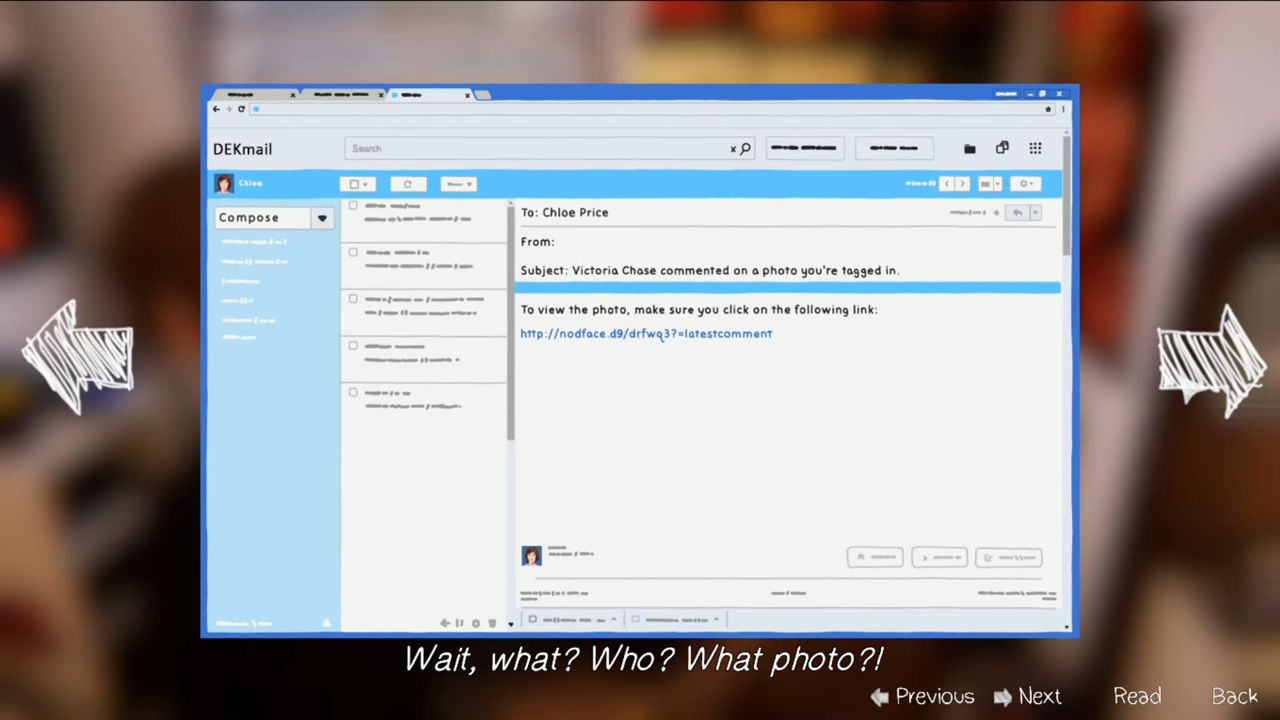 DEKmail
Search
Chloe
Compose
To: Chloe Price
From:
Subject: Victoria Chase commented on a photo you're tagged in.
To view the photo, make sure you click on the following link:
http://nodface.d9/drfwq3?=latestcomment
Wait, what? Who? What photo?!
Previous Next Read Back